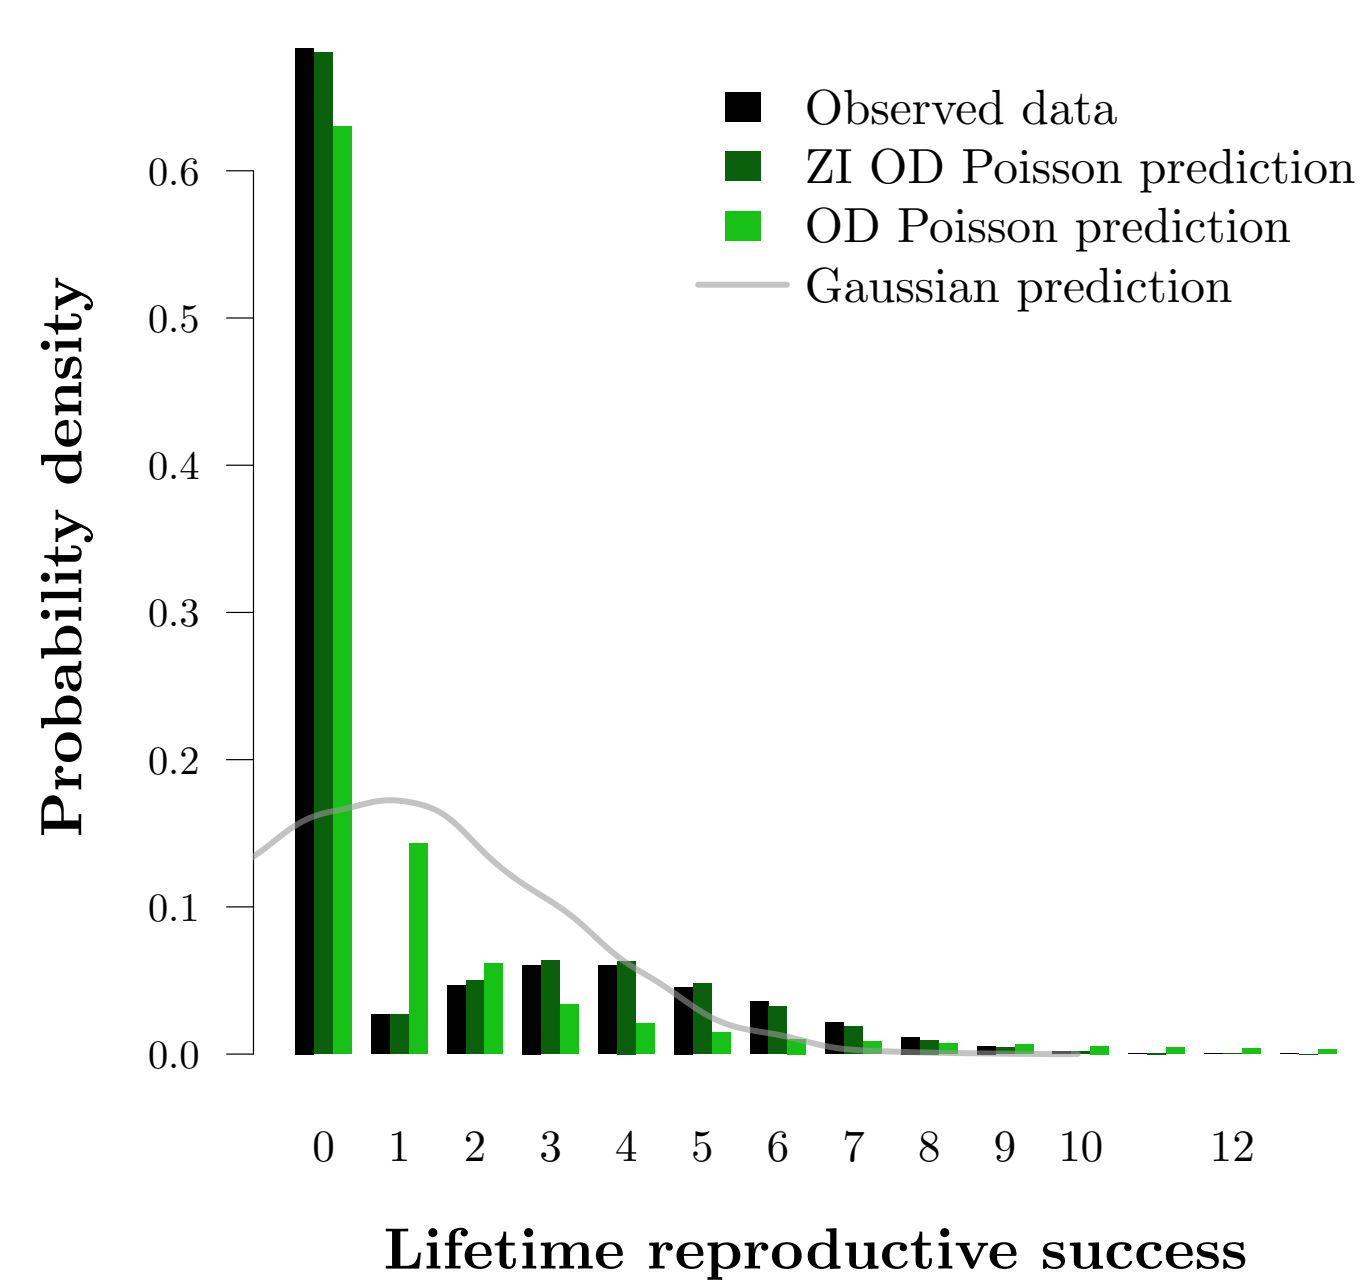 Observed data
ZI OD Poisson prediction
OD Poisson prediction
Gaussian prediction
Probability density
0.6
0.5
0.4
0.3
0.2
0.1
0.0
0 1 2 3 4 5 6 7 8 9 10 12
Lifetime reproductive success